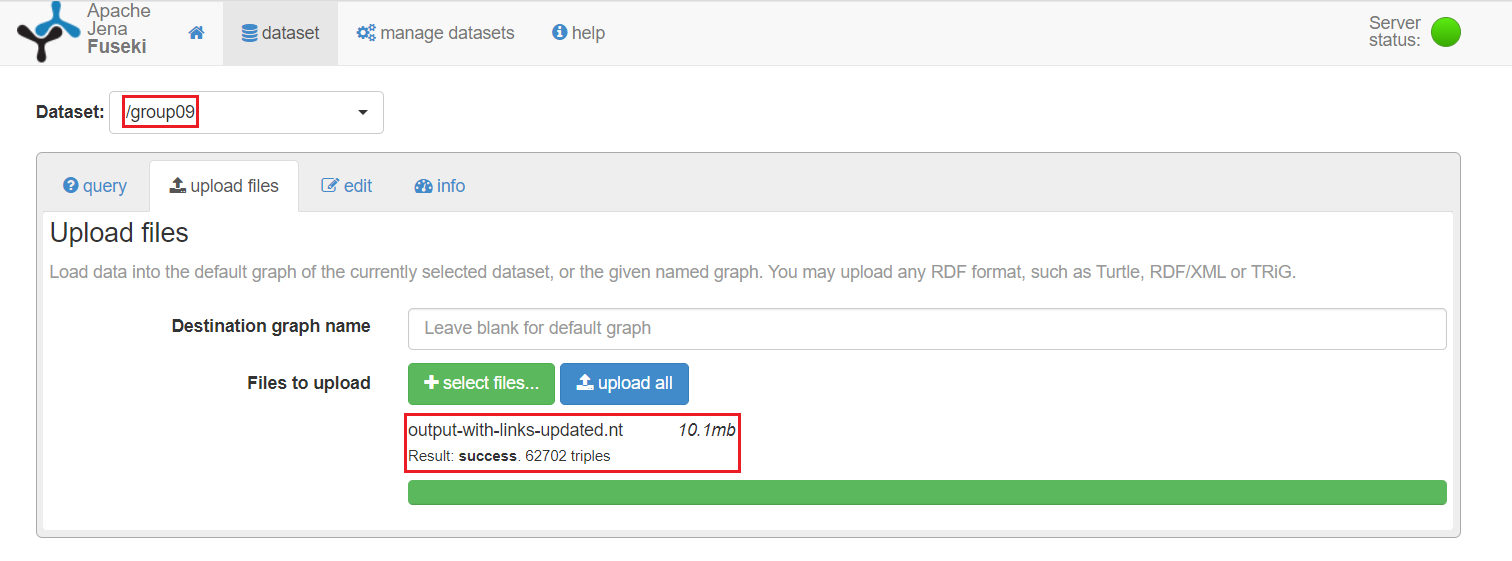 Apache
Jena
Fuseki
dataset
manage datasets
help
Server
status:
Dataset: /group09
query
upload files
edit
info
Upload files
Load data into the default graph of the currently selected dataset, or the given named graph. You may upload any RDF format, such as Turtle, RDF/XML or TRiG.
Destination graph name
Leave blank for default graph
Files to upload
select files...
upload all
output-with-links-updated.nt 10.1mb
Result: success. 62702 triples